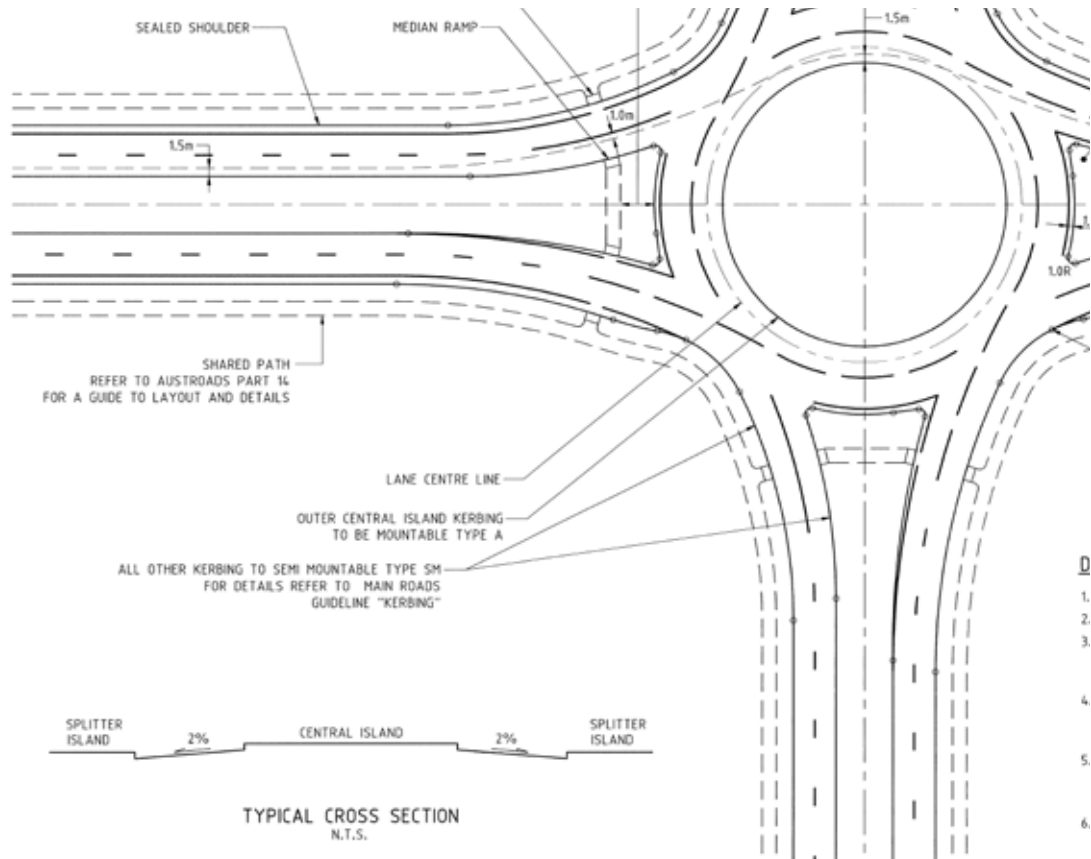 SEALED SHOULDER
MEDIAN RAMP
1.5m
1.0m
1.5m
1.
1.0R
SHARED PATH
REFER TO AUSTROADS PART 14
FOR A GUIDE TO LAYOUT AND DETAILS
LANE CENTRE LINE
OUTER CENTRAL ISLAND KERBING
TO BE MOUNTABLE TYPE A
ALL OTHER KERBING TO SEMI MOUNTABLE TYPE SM
FOR DETAILS REFER TO MAIN ROADS
GUIDELINE "KERBING"
D
1.
2.
3.
4.
5.
6.
SPLITTER
ISLAND
2%
CENTRAL ISLAND
2%
SPLITTER
ISLAND
TYPICAL CROSS SECTION
N.T.S.